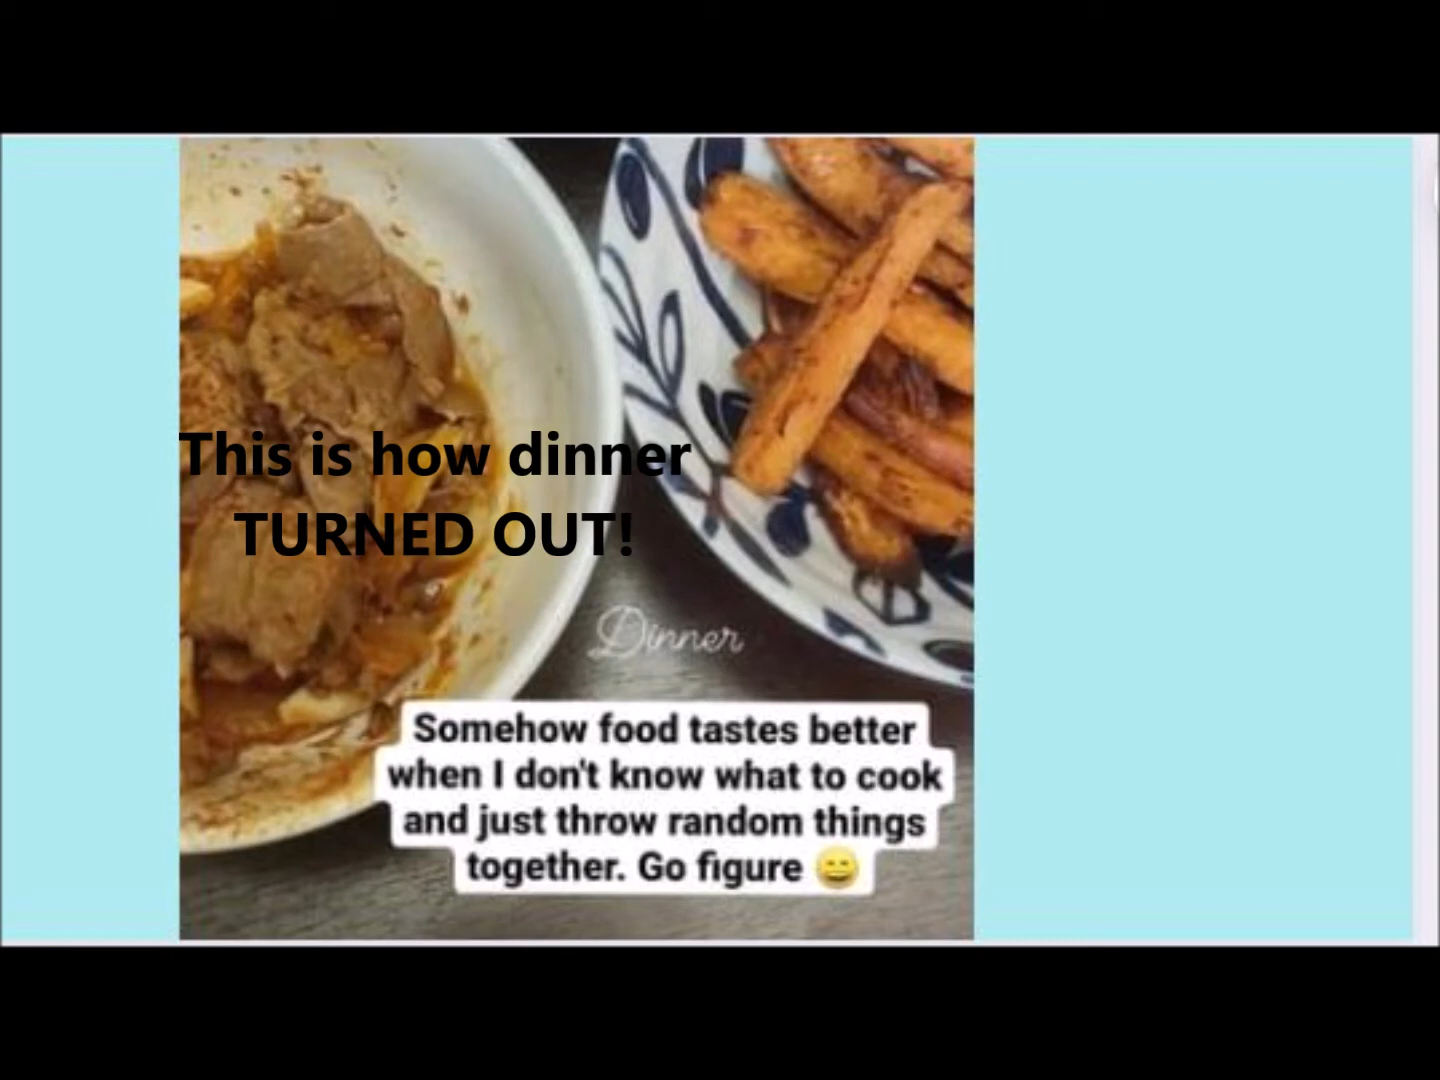 This is how dinner
TURNED OUT!
Dinner
Somehow food tastes better
when I don't know what to cook
and just throw random things
together. Go figure 😄